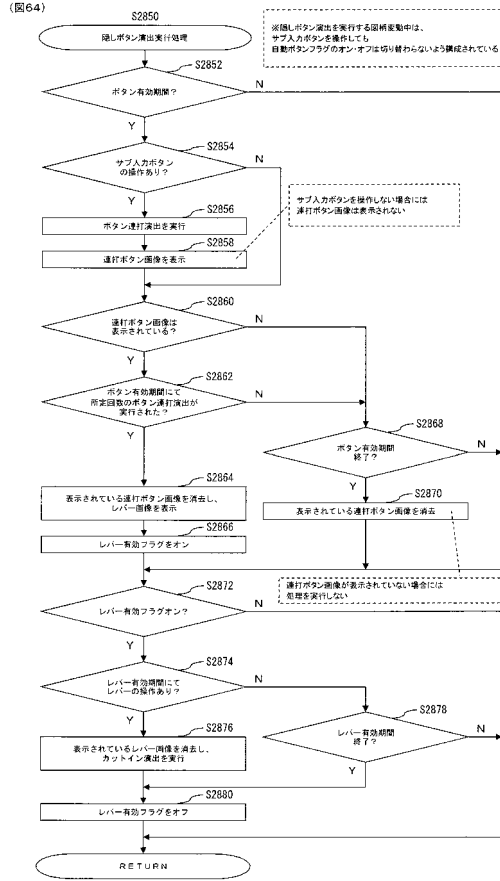 (図64)
S2850
隠しボタン演出実行処理
※隠しボタン演出を実行する図柄変動中は、
サブ入力ボタンを操作しても
自動ボタンフラグのオン・オフは切り替わらないよう構成されている
S2852
ボタン有効期間?
N
Y
S2854
サブ入力ボタン
の操作あり?
N
Y
S2856
ボタン連打演出を実行
サブ入力ボタンを操作しない場合には
連打ボタン画像は表示されない
S2858
連打ボタン画像を表示
S2860
連打ボタン画像は
表示されている?
N
Y
S2862
ボタン有効期間にて
所定回数のボタン連打演出が
実行された?
N
Y
S2868
ボタン有効期間
終了?
N
Y
S2864
表示されている連打ボタン画像を消去し、
レバー画像を表示
S2870
表示されている連打ボタン画像を消去
S2866
レバー有効フラグをオン
連打ボタン画像が表示されていない場合には
処理を実行しない
S2872
レバー有効フラグオン?
N
Y
S2874
レバー有効期間にて
レバーの操作あり?
N
Y
S2878
レバー有効期間
終了?
N
Y
S2876
表示されているレバー画像を消去し、
カットイン演出を実行
S2880
レバー有効フラグをオフ
RETURN